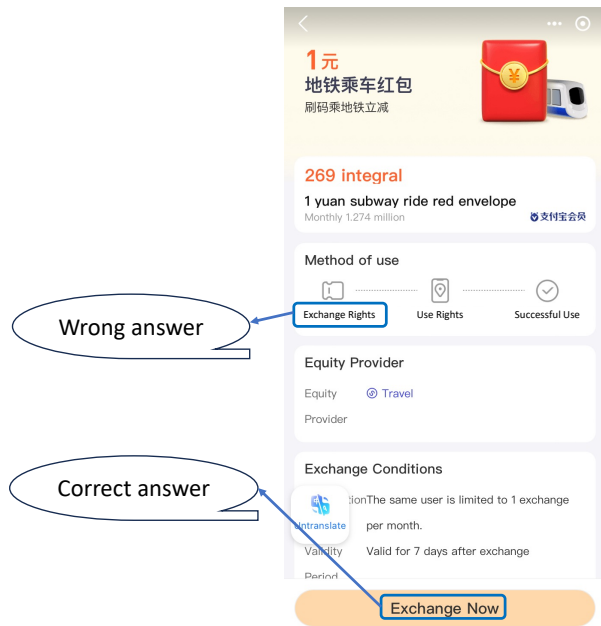 1元
地铁乘车红包
刷码乘地铁立减
269 integral
1 yuan subway ride red envelope
Monthly 1.274 million
支付宝会员
Method of use
Exchange Rights
Use Rights
Successful Use
Wrong answer
Equity Provider
Equity
Travel
Provider
Exchange Conditions
Correct answer
tionThe same user is limited to 1 exchange
Untranslate
per month.
Validity
Valid for 7 days after exchange
Period
Exchange Now